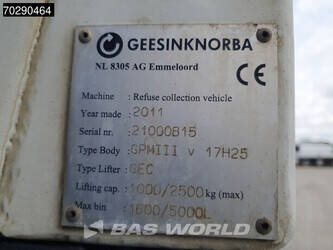 70290464
GEESINKNORBA
NL 8305 AG Emmeloord
CE
Machine : Refuse collection vehicle
Year made : 2011
Serial nr. : 21000815
Type Body : GPMIII v 17H25
Type Lifter : GEC
Lifting cap. : 1000/2500 kg (max)
Max bin : 1600/5000L
BAS WORLD